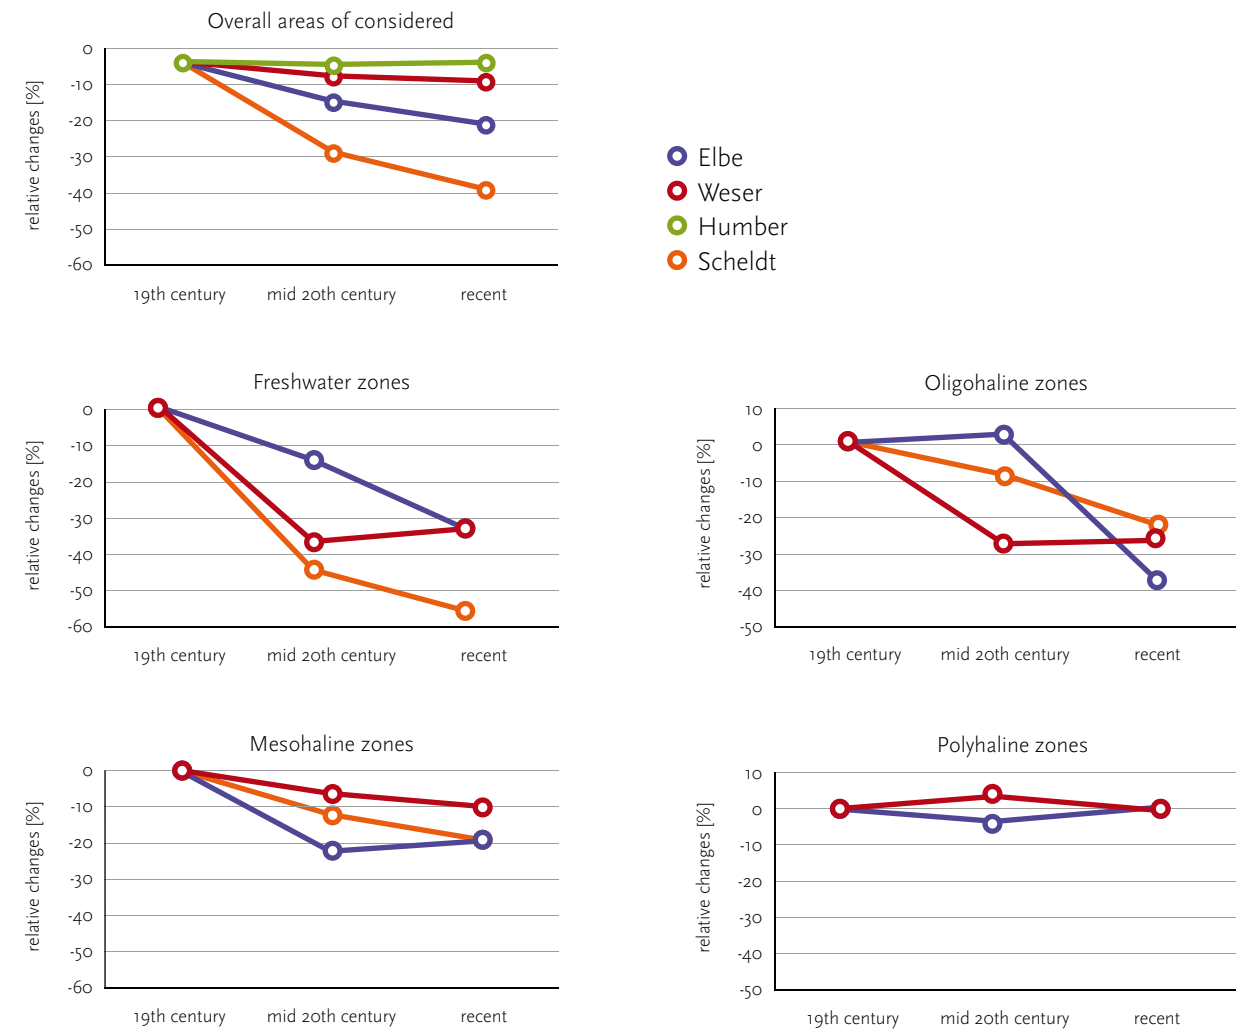 Overall areas of considered
relative changes [%]
0
-10
-20
-30
-40
-50
-60
19th century mid 20th century recent
Elbe
Weser
Humber
Scheldt
Freshwater zones
relative changes [%]
0
-10
-20
-30
-40
-50
-60
19th century mid 20th century recent
Oligohaline zones
relative changes [%]
10
0
-10
-20
-30
-40
-50
19th century mid 20th century recent
Mesohaline zones
relative changes [%]
0
-10
-20
-30
-40
-50
-60
19th century mid 20th century recent
Polyhaline zones
relative changes [%]
10
0
-10
-20
-30
-40
-50
19th century mid 20th century recent